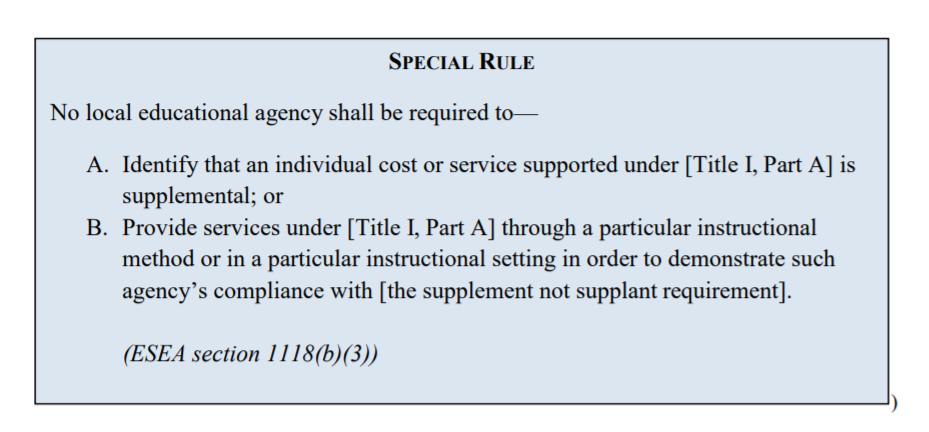 SPECIAL RULE
No local educational agency shall be required to—
A. Identify that an individual cost or service supported under [Title I, Part A] is
supplemental; or
B. Provide services under [Title I, Part A] through a particular instructional
method or in a particular instructional setting in order to demonstrate such
agency’s compliance with [the supplement not supplant requirement].
(ESEA section 1118(b)(3))
)